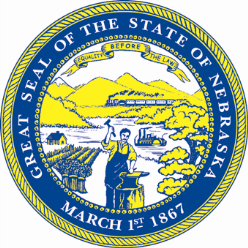 GREAT SEAL OF THE STATE OF NEBRASKA
EQUALITY BEFORE THE LAW
MARCH 1ST 1867